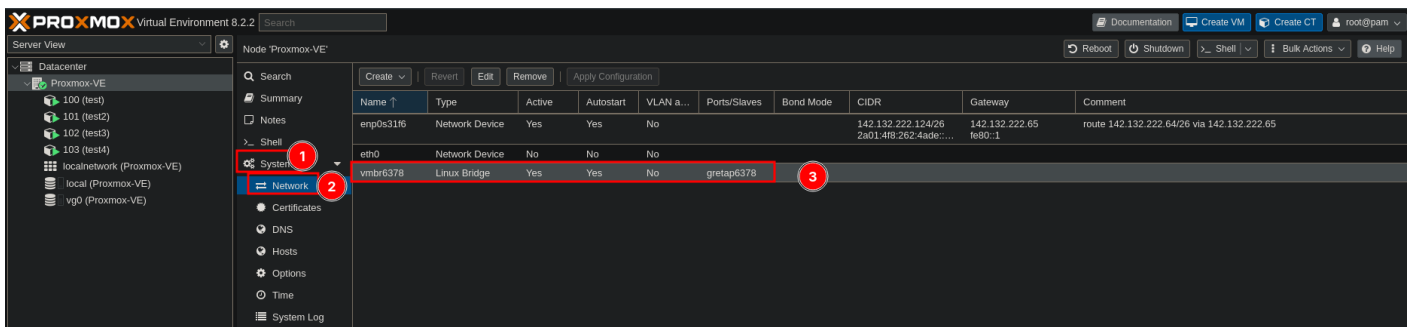 PROXMOX Virtual Environment 8.2.2 Search Documentation Create VM Create CT root@pam
Server View Node 'Proxmox-VE' Reboot Shutdown >_ Shell Bulk Actions Help
Datacenter
Proxmox-VE
100 (test)
101 (test2)
102 (test3)
103 (test4)
localnetwork (Proxmox-VE)
local (Proxmox-VE)
vg0 (Proxmox-VE)
Search
Summary
Notes
>_ Shell
System 1
Network 2
Certificates
DNS
Hosts
Options
Time
System Log
Create Revert Edit Remove Apply Configuration
Name ↑ Type Active Autostart VLAN a... Ports/Slaves Bond Mode CIDR Gateway Comment
enp0s31f6 Network Device Yes Yes No 142.132.222.124/26 142.132.222.65 route 142.132.222.64/26 via 142.132.222.65
2a01:4f8:262:4ade::... fe80::1
eth0 Network Device No No No
vmbr6378 Linux Bridge Yes Yes No gretap6378 3